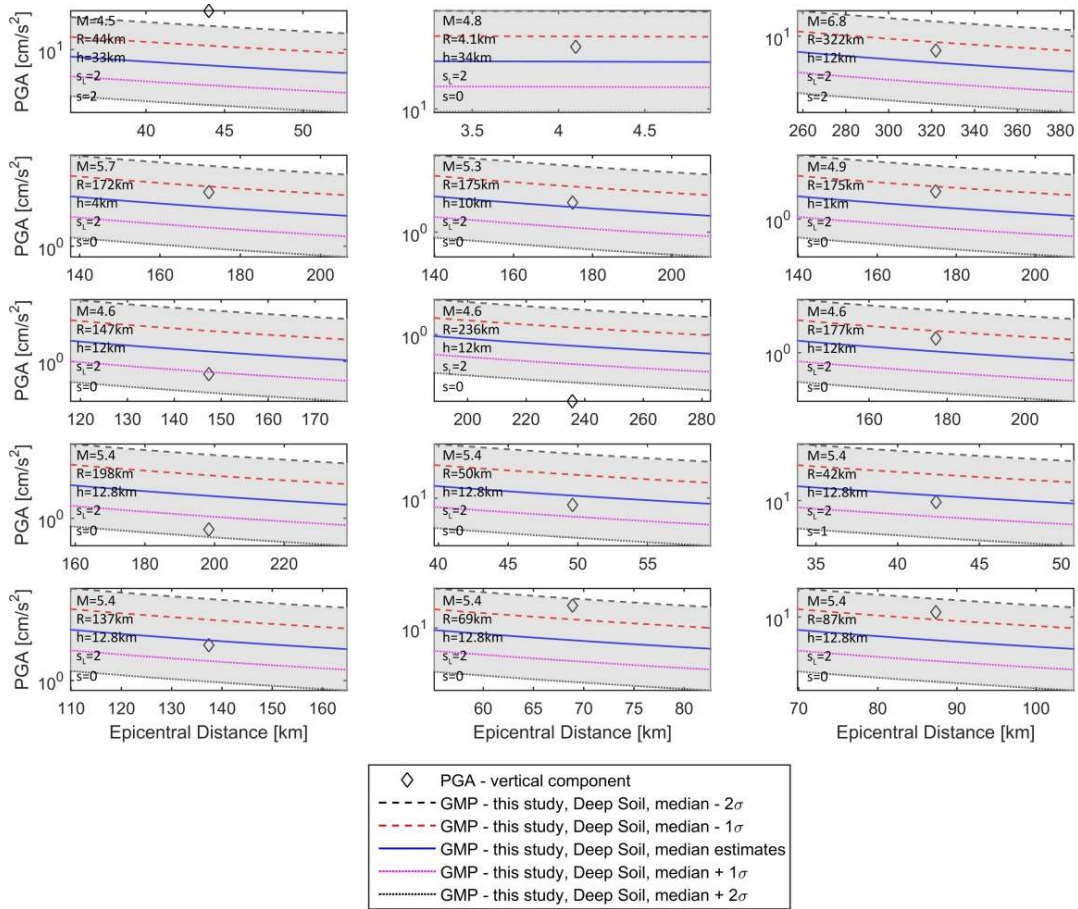 PGA [cm/s²]
10¹
M=4.5
R=44km
h=33km
s_L=2
s=2
40 45 50
10¹
M=4.8
R=4.1km
h=34km
s_L=2
s=0
3.5 4 4.5
10¹
M=6.8
R=322km
h=12km
s_L=2
s=2
260 280 300 320 340 360 380
PGA [cm/s²]
10⁰
M=5.7
R=172km
h=4km
s_L=2
s=0
140 160 180 200
10⁰
M=5.3
R=175km
h=10km
s_L=2
s=0
140 160 180 200
10⁰
M=4.9
R=175km
h=1km
s_L=2
s=0
140 160 180 200
PGA [cm/s²]
10⁰
M=4.6
R=147km
h=12km
s_L=2
s=0
120 130 140 150 160 170
10⁰
M=4.6
R=236km
h=12km
s_L=2
s=0
200 220 240 260 280
10⁰
M=4.6
R=177km
h=12km
s_L=2
s=0
160 180 200
PGA [cm/s²]
10⁰
M=5.4
R=198km
h=12.8km
s_L=2
s=0
160 180 200 220
10¹
M=5.4
R=50km
h=12.8km
s_L=2
s=0
40 45 50 55
10¹
M=5.4
R=42km
h=12.8km
s_L=2
s=1
35 40 45 50
PGA [cm/s²]
10⁰
M=5.4
R=137km
h=12.8km
s_L=2
s=0
110 120 130 140 150 160
Epicentral Distance [km]
10¹
M=5.4
R=69km
h=12.8km
s_L=2
s=0
60 65 70 75 80
Epicentral Distance [km]
10¹
M=5.4
R=87km
h=12.8km
s_L=2
s=0
70 80 90 100
Epicentral Distance [km]
PGA - vertical component
GMP - this study, Deep Soil, median - 2σ
GMP - this study, Deep Soil, median - 1σ
GMP - this study, Deep Soil, median estimates
GMP - this study, Deep Soil, median + 1σ
GMP - this study, Deep Soil, median + 2σ